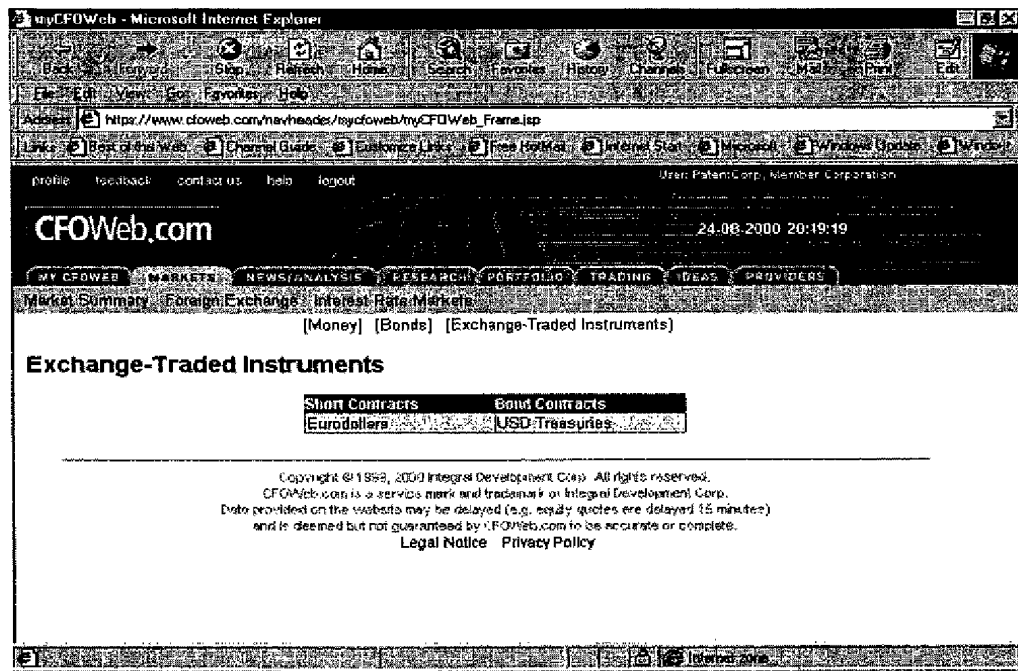 myCFOWeb - Microsoft Internet Explorer
Back Forward Stop Refresh Home Search Favorites History Channels Fullscreen Mail Print Edit
File Edit View Go Favorites Help
Address https://www.cfoweb.com/navheader/mycfoweb/myCFOWeb_Frame.jsp
Links Best of the Web Channel Guide Customize Links Free HotMail Internet Start Microsoft Windows Update Windows
profile feedback contact us help logout User: PatentCorp, Member Corporation
CFOWeb.com 24-08-2000 20:19:19
MY CFOWEB MARKETS NEWS/ANALYSIS RESEARCH PORTFOLIO TRADING IDEAS PROVIDERS
Market Summary Foreign Exchange Interest Rate Markets
[Money] [Bonds] [Exchange-Traded Instruments]
Exchange-Traded Instruments
Short Contracts Bond Contracts
Eurodollars USD Treasuries
Copyright © 1999, 2000 Integral Development Corp. All rights reserved.
CFOWeb.com is a service mark and trademark of Integral Development Corp.
Data provided on the website may be delayed (e.g. equity quotes are delayed 15 minutes)
and is deemed but not guaranteed by CFOWeb.com to be accurate or complete.
Legal Notice Privacy Policy
Internet zone